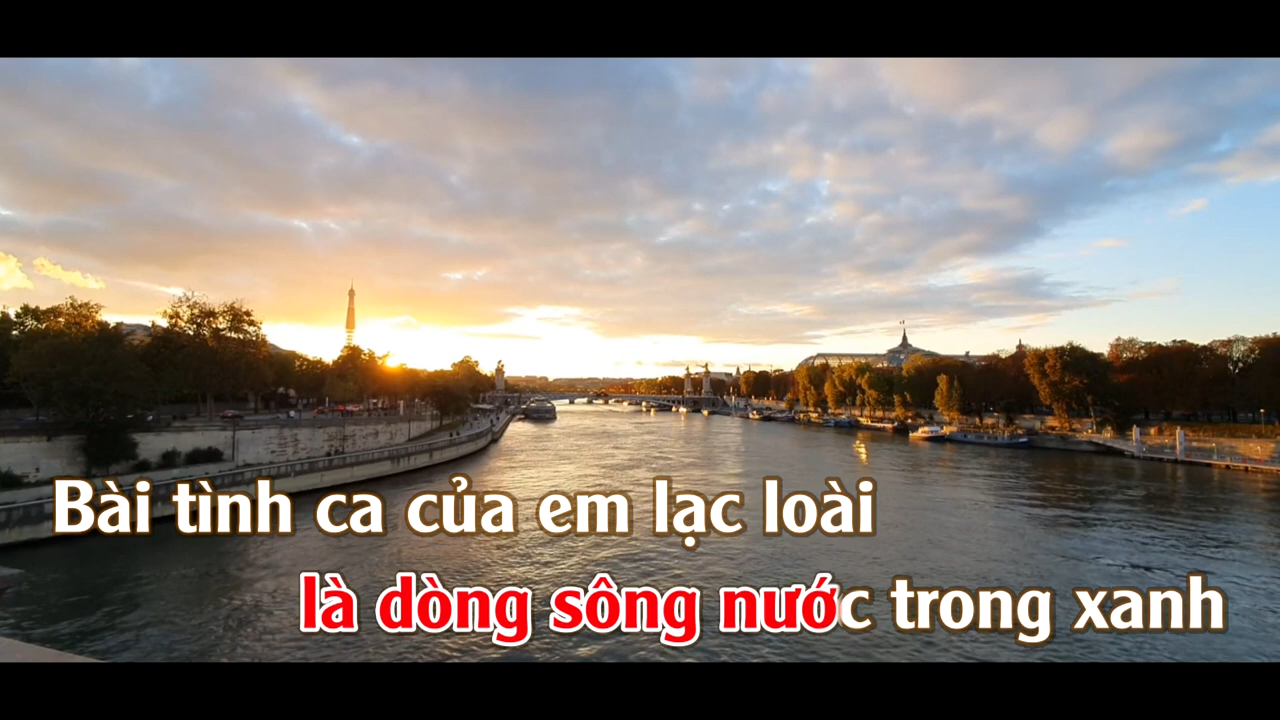 Bài tình ca của em lạc loài
là dòng sông nước trong xanh